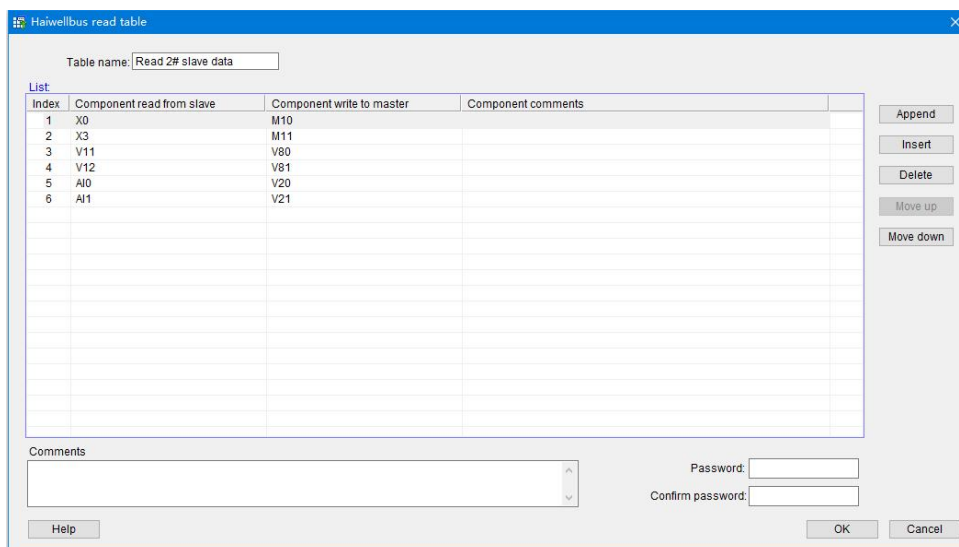 Haiwellbus read table
Table name: Read 2# slave data
List:
Index Component read from slave Component write to master Component comments
1 X0 M10
2 X3 M11
3 V11 V80
4 V12 V81
5 AI0 V20
6 AI1 V21
Append
Insert
Delete
Move up
Move down
Comments
Password:
Confirm password:
Help
OK
Cancel